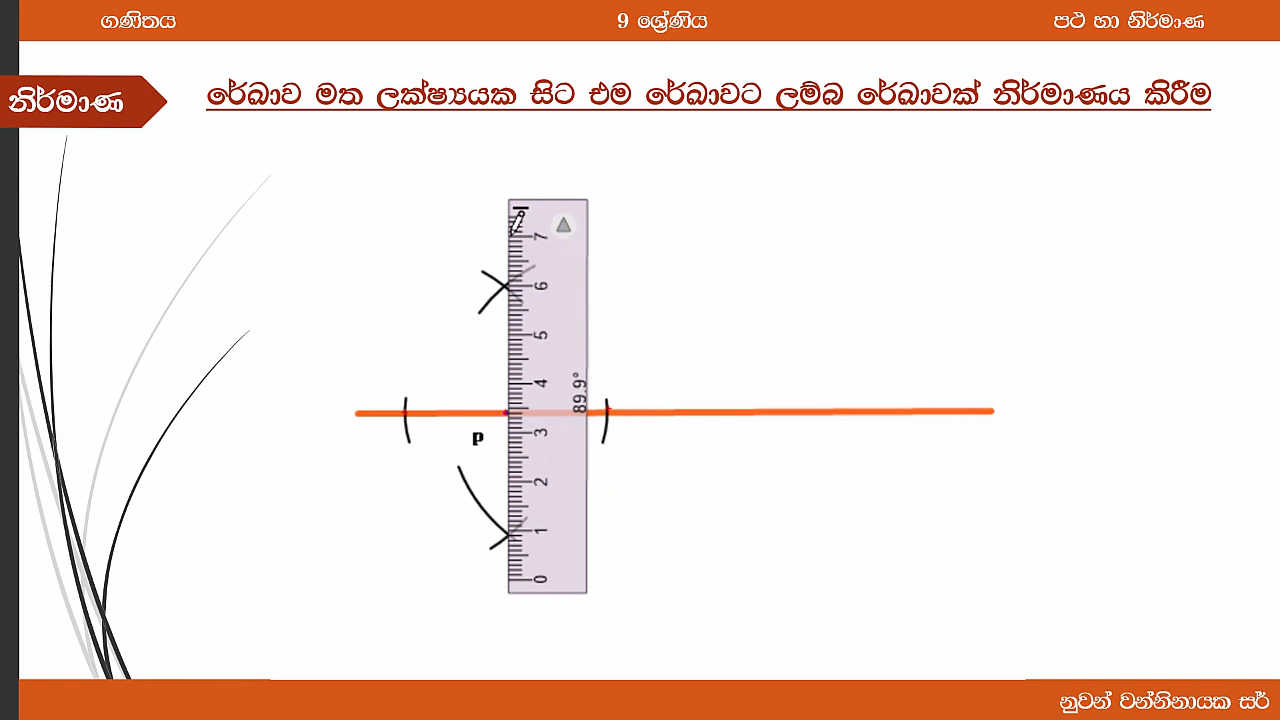 ගණිතය
9 ශ්‍රේණිය
පථ හා නිර්මාණ
නිර්මාණ
රේඛාව මත ලක්ෂ්‍යයක සිට එම රේඛාවට ලම්බ රේඛාවක් නිර්මාණය කිරීම
7
6
5
4
89.9°
3
p
2
1
0
නුවන් වන්නිනායක සර්